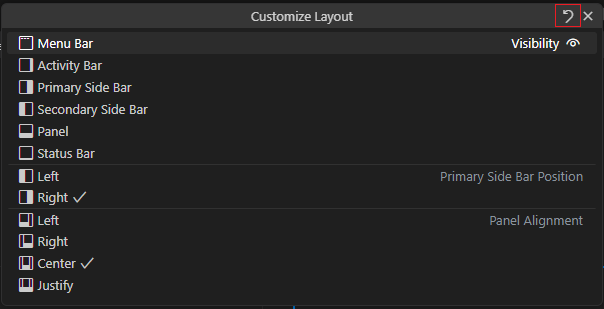 Customize Layout
Menu Bar Visibility
Activity Bar
Primary Side Bar
Secondary Side Bar
Panel
Status Bar
Left Primary Side Bar Position
Right
Left Panel Alignment
Right
Center
Justify